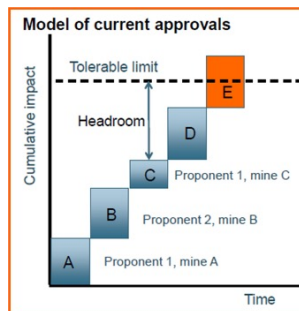 Model of current approvals
Tolerable limit
E
Headroom
D
C
Proponent 1, mine C
B
Proponent 2, mine B
A
Proponent 1, mine A
Cumulative impact
Time